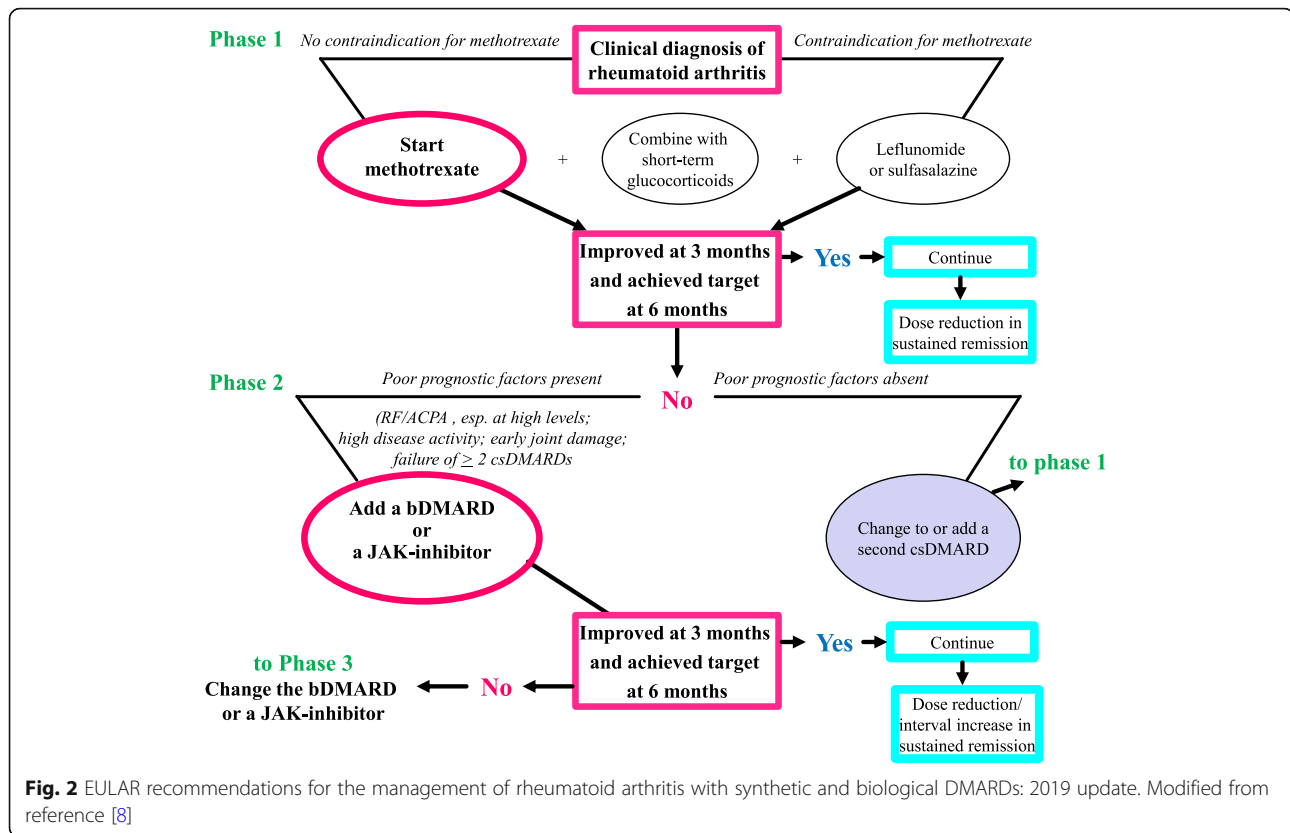 Phase 1
No contraindication for methotrexate
Clinical diagnosis of
rheumatoid arthritis
Contraindication for methotrexate
Start
methotrexate
+
Combine with
short-term
glucocorticoids
+
Leflunomide
or sulfasalazine
Improved at 3 months
and achieved target
at 6 months
Yes
Continue
Dose reduction in
sustained remission
Phase 2
Poor prognostic factors present
No
Poor prognostic factors absent
(RF/ACPA , esp. at high levels;
high disease activity; early joint damage;
failure of ≥ 2 csDMARDs
to phase 1
Add a bDMARD
or
a JAK-inhibitor
Change to or add a
second csDMARD
Improved at 3 months
and achieved target
at 6 months
Yes
Continue
to Phase 3
Change the bDMARD
or a JAK-inhibitor
No
Dose reduction/
interval increase in
sustained remission
Fig. 2 EULAR recommendations for the management of rheumatoid arthritis with synthetic and biological DMARDs: 2019 update. Modified from
reference [8]